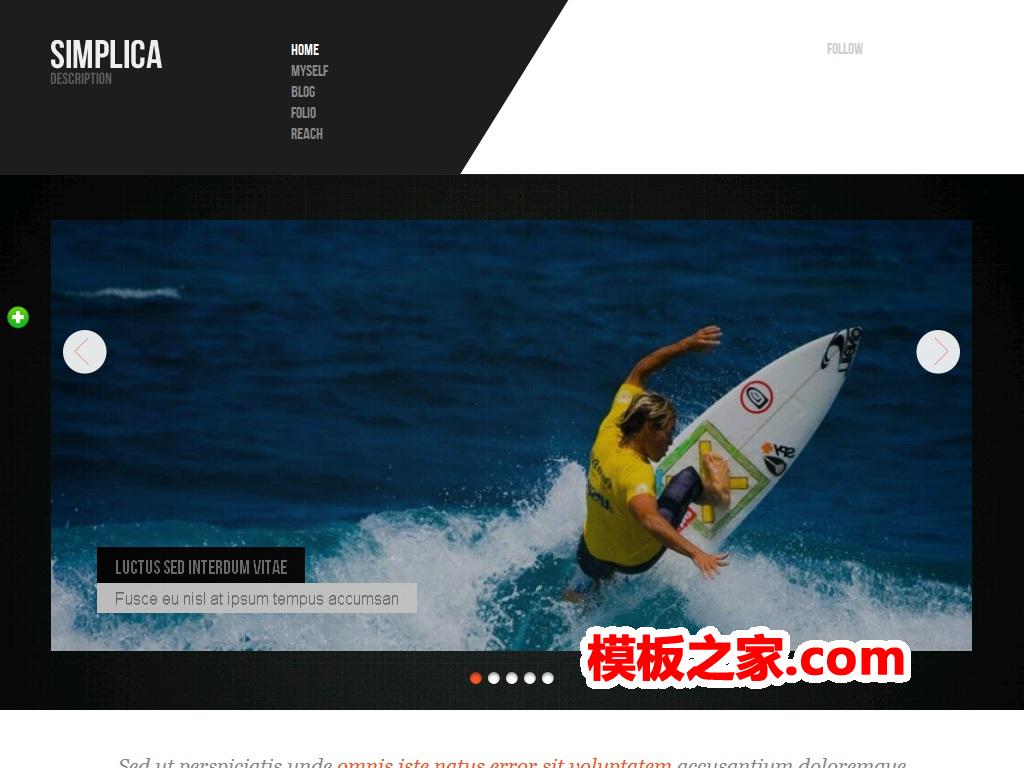 SIMPLICA
DESCRIPTION
HOME
MYSELF
BLOG
FOLIO
REACH
FOLLOW
LUCTUS SED INTERDUM VITAE
Fusce eu nisl at ipsum tempus accumsan
模板之家.com
Sed ut perspiciatis unde omnis iste natus error sit voluptatem accusantium doloremque